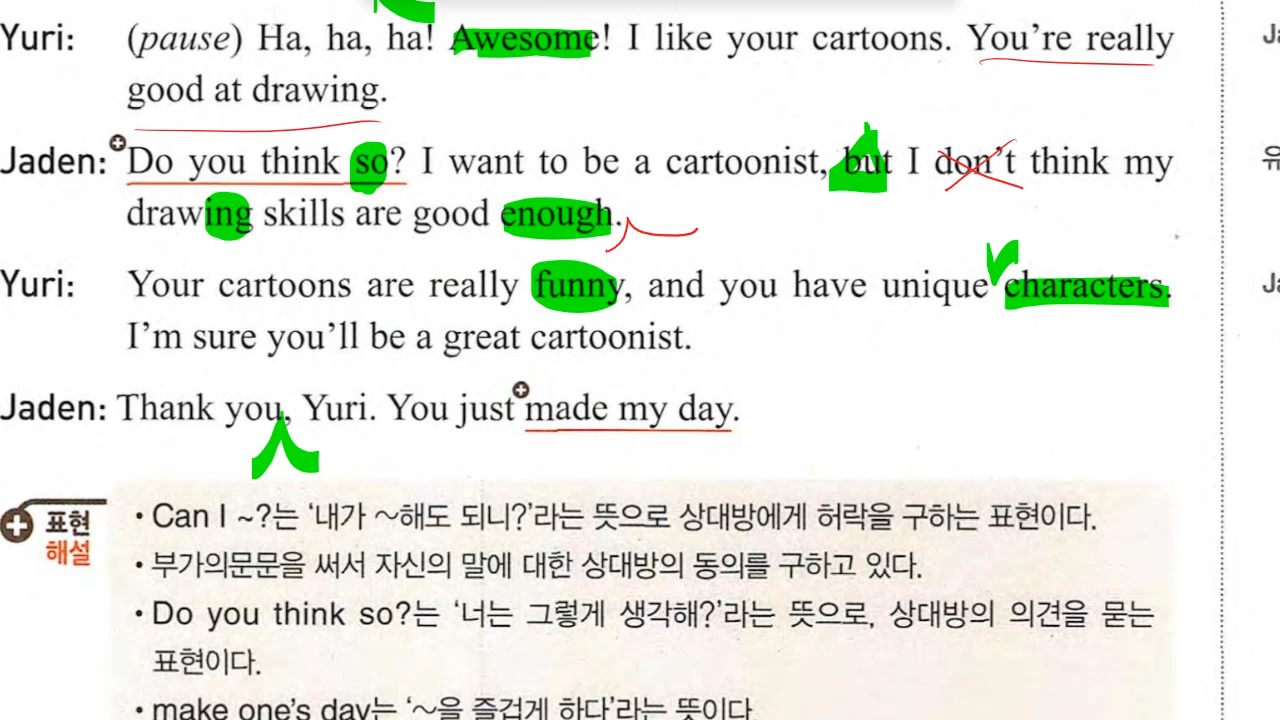 Yuri: (pause) Ha, ha, ha! Awesome! I like your cartoons. You're really
good at drawing.
Jaden: Do you think so? I want to be a cartoonist, but I don't think my
drawing skills are good enough.
Yuri: Your cartoons are really funny, and you have unique characters.
I'm sure you'll be a great cartoonist.
Jaden: Thank you, Yuri. You just made my day.
표현
해설
• Can I ~?는 ‘내가 ~해도 되니?’라는 뜻으로 상대방에게 허락을 구하는 표현이다.
• 부가의문문을 써서 자신의 말에 대한 상대방의 동의를 구하고 있다.
• Do you think so?는 ‘너는 그렇게 생각해?’라는 뜻으로, 상대방의 의견을 묻는
표현이다.
• make one's day는 ‘~을 즐겁게 하다’라는 뜻이다.